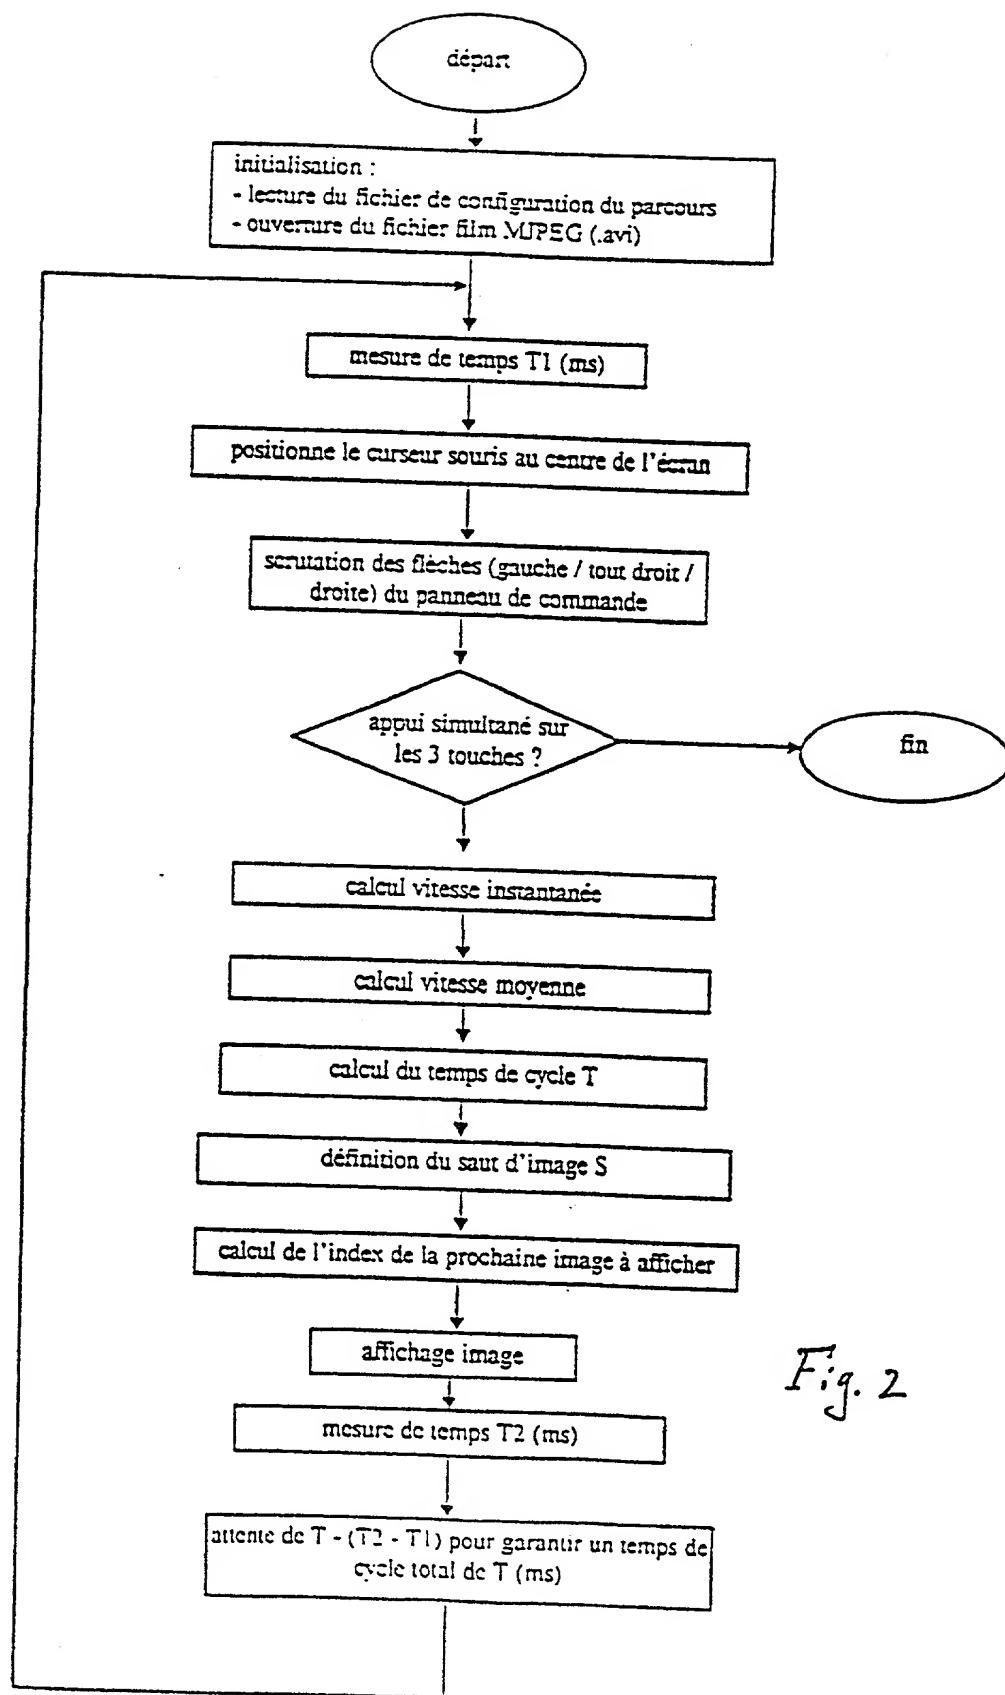 départ
initialisation :
- lecture du fichier de configuration du parcours
- ouverture du fichier film MJPEG (.avi)
mesure de temps T1 (ms)
positionne le curseur souris au centre de l'écran
scrutation des flèches (gauche / tout droit /
droite) du panneau de commande
appui simultané sur
les 3 touches ?
fin
calcul vitesse instantanée
calcul vitesse moyenne
calcul du temps de cycle T
définition du saut d'image S
calcul de l'index de la prochaine image à afficher
affichage image
Fig. 2
mesure de temps T2 (ms)
attente de T - (T2 - T1) pour garantir un temps de
cycle total de T (ms)